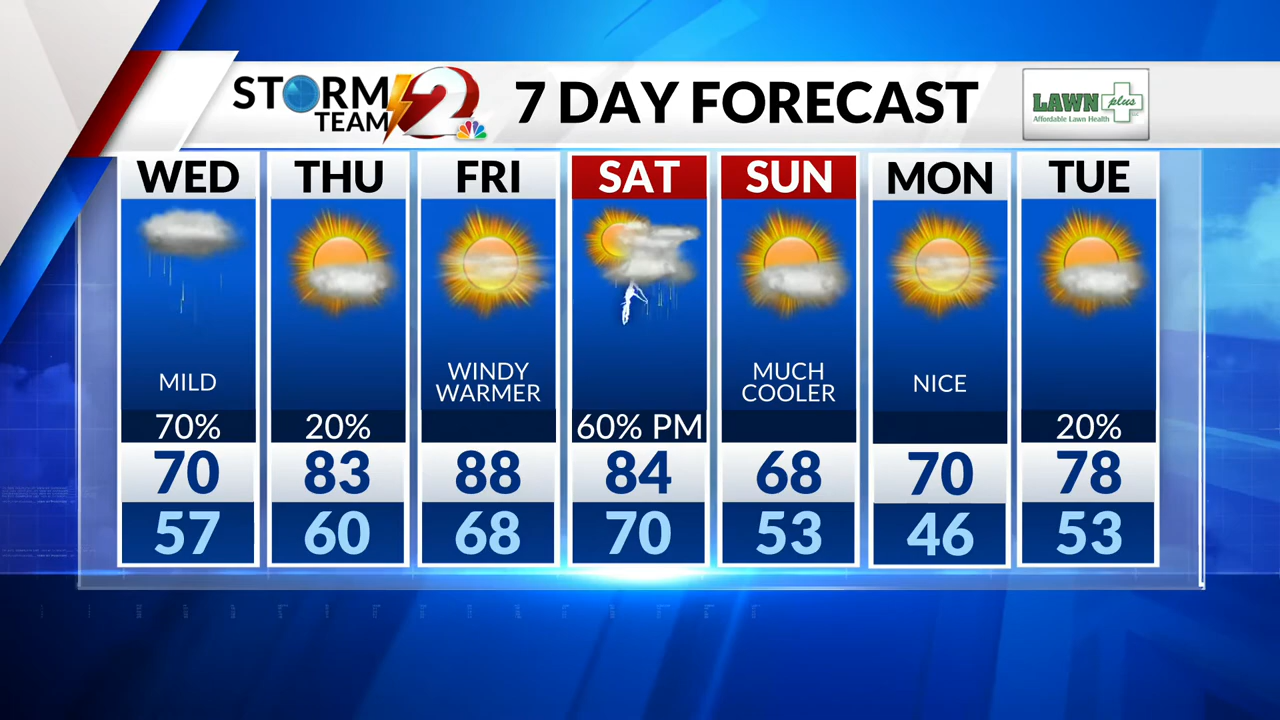 STORM
TEAM
2
7 DAY FORECAST
LAWN plus
Affordable Lawn Health
WED THU FRI SAT SUN MON TUE
MILD
WINDY
WARMER
MUCH
COOLER
NICE
70% 20% 60% PM 20%
70 83 88 84 68 70 78
57 60 68 70 53 46 53